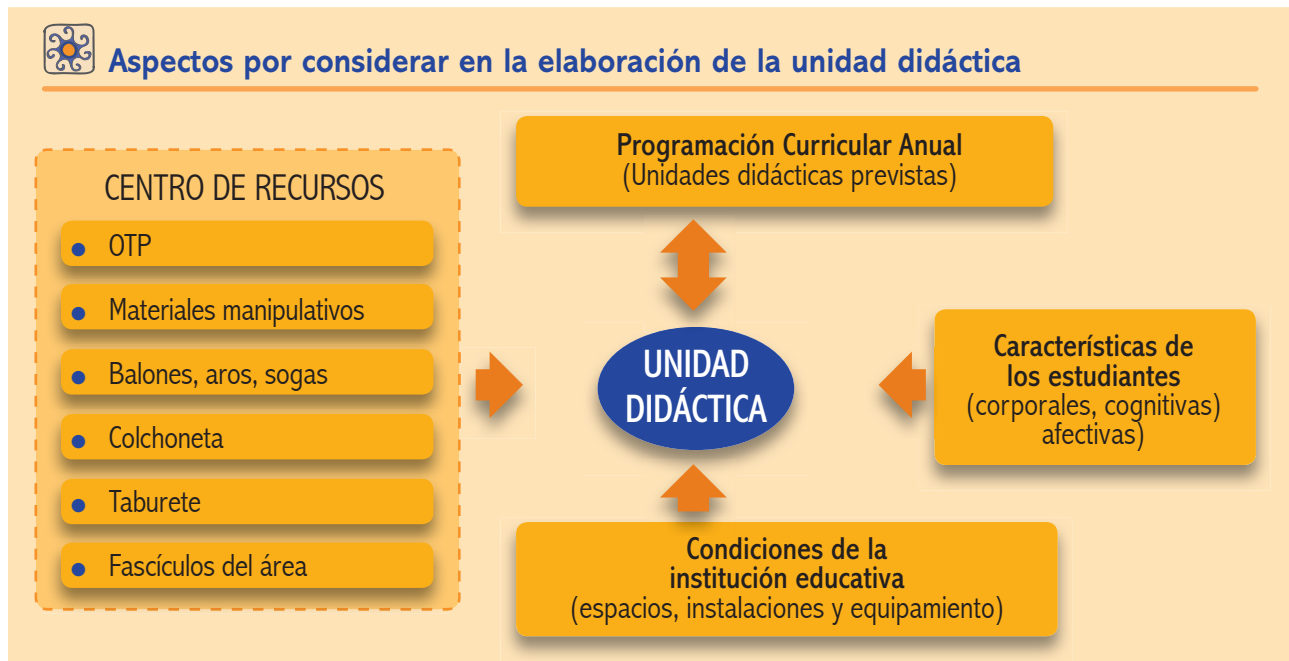 Aspectos por considerar en la elaboración de la unidad didáctica
CENTRO DE RECURSOS
OTP
Materiales manipulativos
Balones, aros, sogas
Colchoneta
Taburete
Fascículos del área
Programación Curricular Anual
(Unidades didácticas previstas)
UNIDAD
DIDÁCTICA
Características de
los estudiantes
(corporales, cognitivas)
afectivas)
Condiciones de la
institución educativa
(espacios, instalaciones y equipamiento)